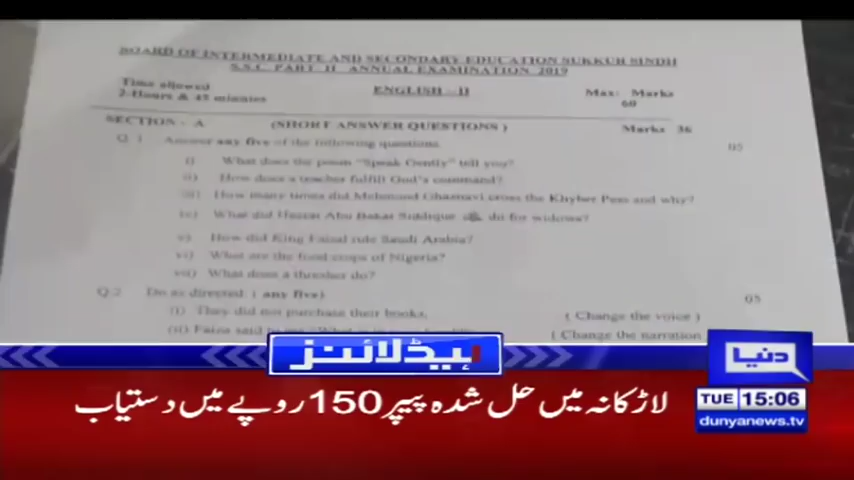 BOARD OF INTERMEDIATE AND SECONDARY EDUCATION SUKKUR SINDH
S.S.C. PART II ANNUAL EXAMINATION 2019
Time allowed
ENGLISH - II
Max: Marks
2-Hours & 45 minutes
60
SECTION - A
(SHORT ANSWER QUESTIONS)
Marks 36
Q.1 Answer any five of the following questions. 05
i) What does the poem "Speak Gently" tell you?
ii) How does a teacher fulfill God's command?
iii) How many times did Mehmood Ghaznavi cross the Khyber Pass and why?
iv) What did Hazrat Abu Bakar Siddique do for widows?
v) How did King Faisal rule Saudi Arabia?
vi) What are the food crops of Nigeria?
vii) What does a thresher do?
Q.2 Do as directed. (any five) 05
(i) They did not purchase their books. (Change the voice)
(ii) Faiza said to me (Change the narration
ہیڈلائنز
دنیا
لاڑکانہ میں حل شدہ پیپر 150 روپے میں دستیاب
TUE 15:06
dunyanews.tv